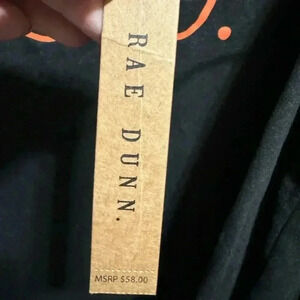 RAE DUNN.
MSRP $58.00